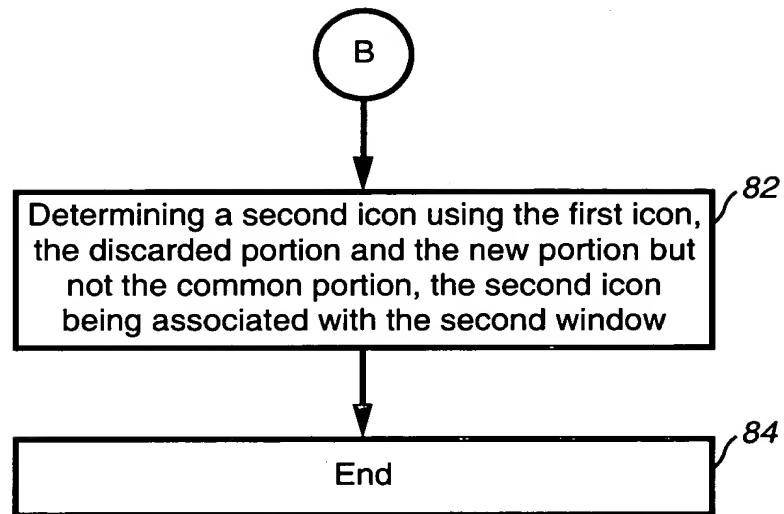 B
82
Determining a second icon using the first icon,
the discarded portion and the new portion but
not the common portion, the second icon
being associated with the second window
84
End